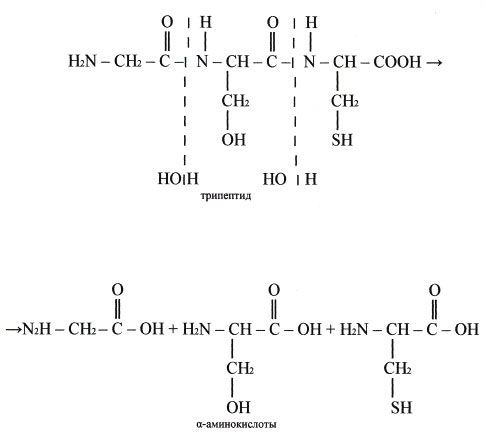 O H O H
H₂N – CH₂ – C – N – CH – C – N – CH – COOH →
CH₂ CH₂
OH SH
HO H HO H
трипептид
O O O
→N₂H – CH₂ – C – OH + H₂N – CH – C – OH + H₂N – CH – C – OH
CH₂ CH₂
OH SH
α-аминокислоты